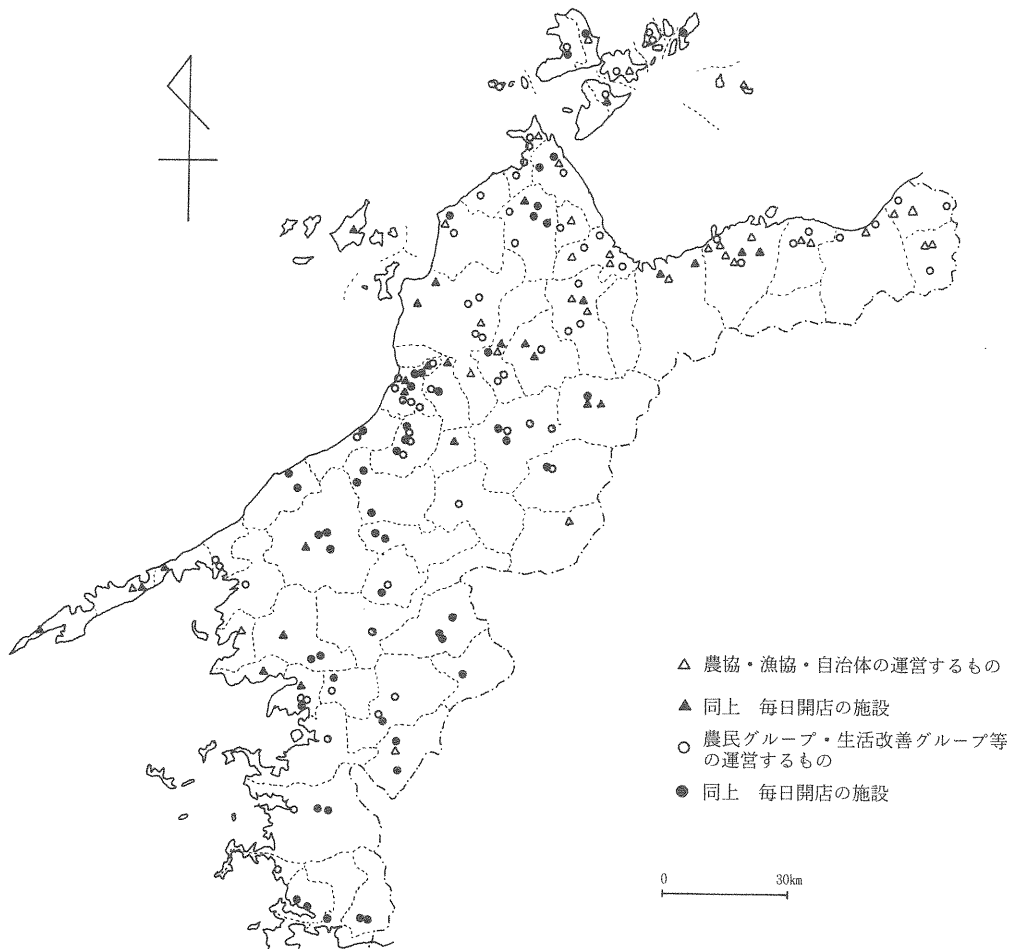 △ 農協・漁協・自治体の運営するもの
▲ 同上 毎日開店の施設
○ 農民グループ・生活改善グループ等
の運営するもの
● 同上 毎日開店の施設
0 30km